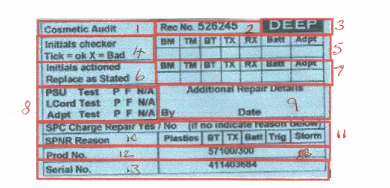 Cosmetic Audit 1 Rec No. 526245 2 DEEP 3
Initials checker 4 BM TM BT TX RX Batt Adpt
Tick = ok X = Bad 5
Initials actioned BM TM BT TX RX Batt Adpt 7
Replace as Stated 6
PSU Test P F N/A Additional Repair Details
8 LCord Test P F N/A 9
Adpt Test P F N/A By Date
SPC Charge Repair Yes / No (if no indicate reason below)
SPNR Reason 10 Plastics BT TX Batt Trig Storm 11
Prod No. 12 57100/300
Serial No. 13 411403684